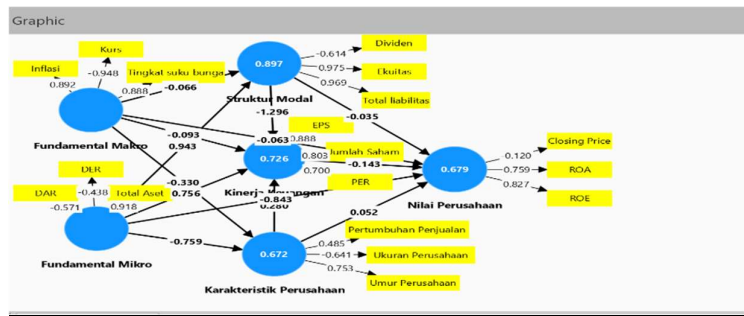 Graphic
Kurs
Dividen
Inflasi
-0.948
0.897
-0.614
0.975
Ekuitas
0.892
0.888
Tingkat suku bunga
-0.066
0.969
Total liabilitas
Struktur Modal
-1.296
-0.035
EPS
Fundamental Makro
-0.093
-0.063
0.888
0.943
0.726
0.803
Jumlah Saham
-0.143
0.700
0.679
-0.120
Closing Price
-0.759
ROA
0.827
ROE
DER
-0.330
Kinerja Keuangan
PER
Nilai Perusahaan
DAR
-0.438
Total Aset
0.756
-0.843
-0.571
0.918
0.280
0.052
Pertumbuhan Penjualan
-0.759
0.485
0.672
-0.641
Ukuran Perusahaan
Fundamental Mikro
0.753
Umur Perusahaan
Karakteristik Perusahaan